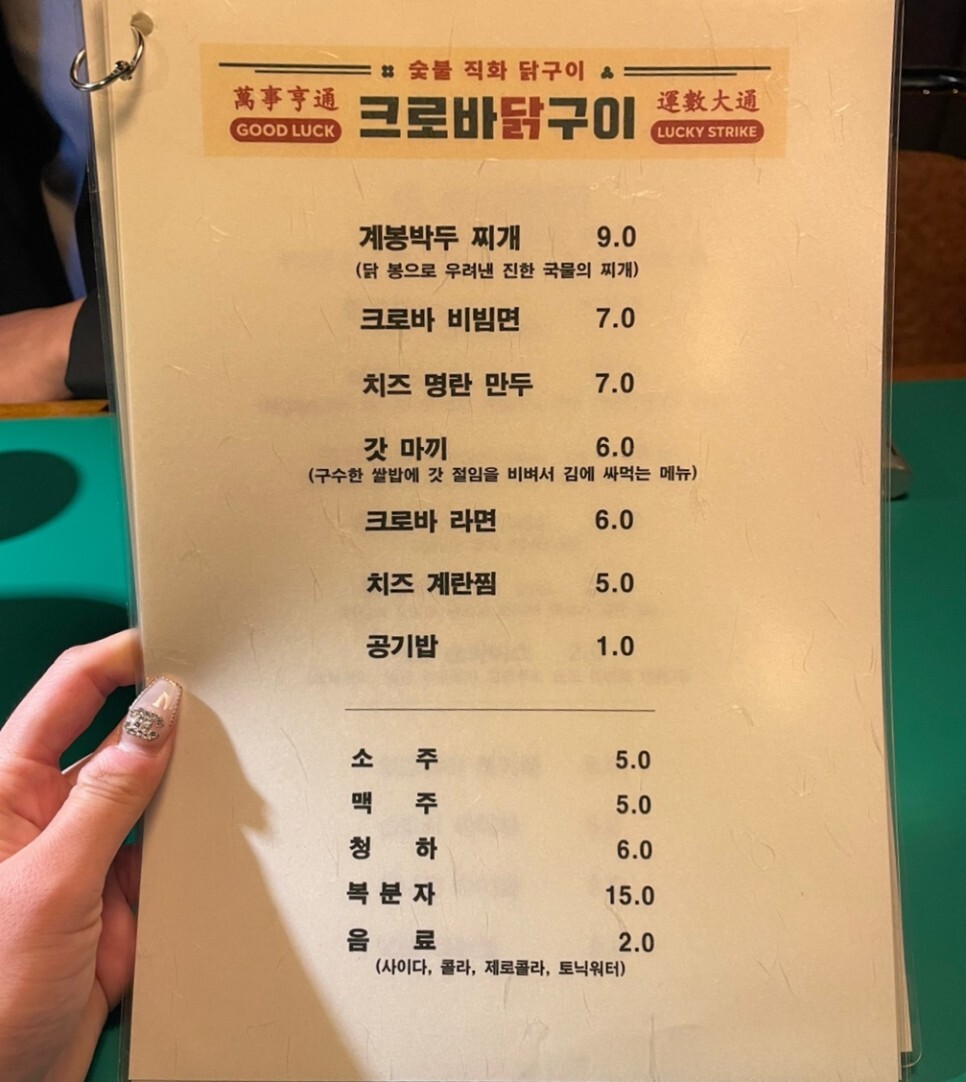 숯불 직화 닭구이
萬事亨通
GOOD LUCK
크로바닭구이
運數大通
LUCKY STRIKE
계봉박두 찌개 9.0
(닭 봉으로 우려낸 진한 국물의 찌개)
크로바 비빔면 7.0
치즈 명란 만두 7.0
갓 마끼 6.0
(구수한 쌀밥에 갓 절임을 비벼서 김에 싸먹는 메뉴)
크로바 라면 6.0
치즈 계란찜 5.0
공기밥 1.0
소 주 5.0
맥 주 5.0
청 하 6.0
복 분 자 15.0
음 료 2.0
(사이다, 콜라, 제로콜라, 토닉워터)